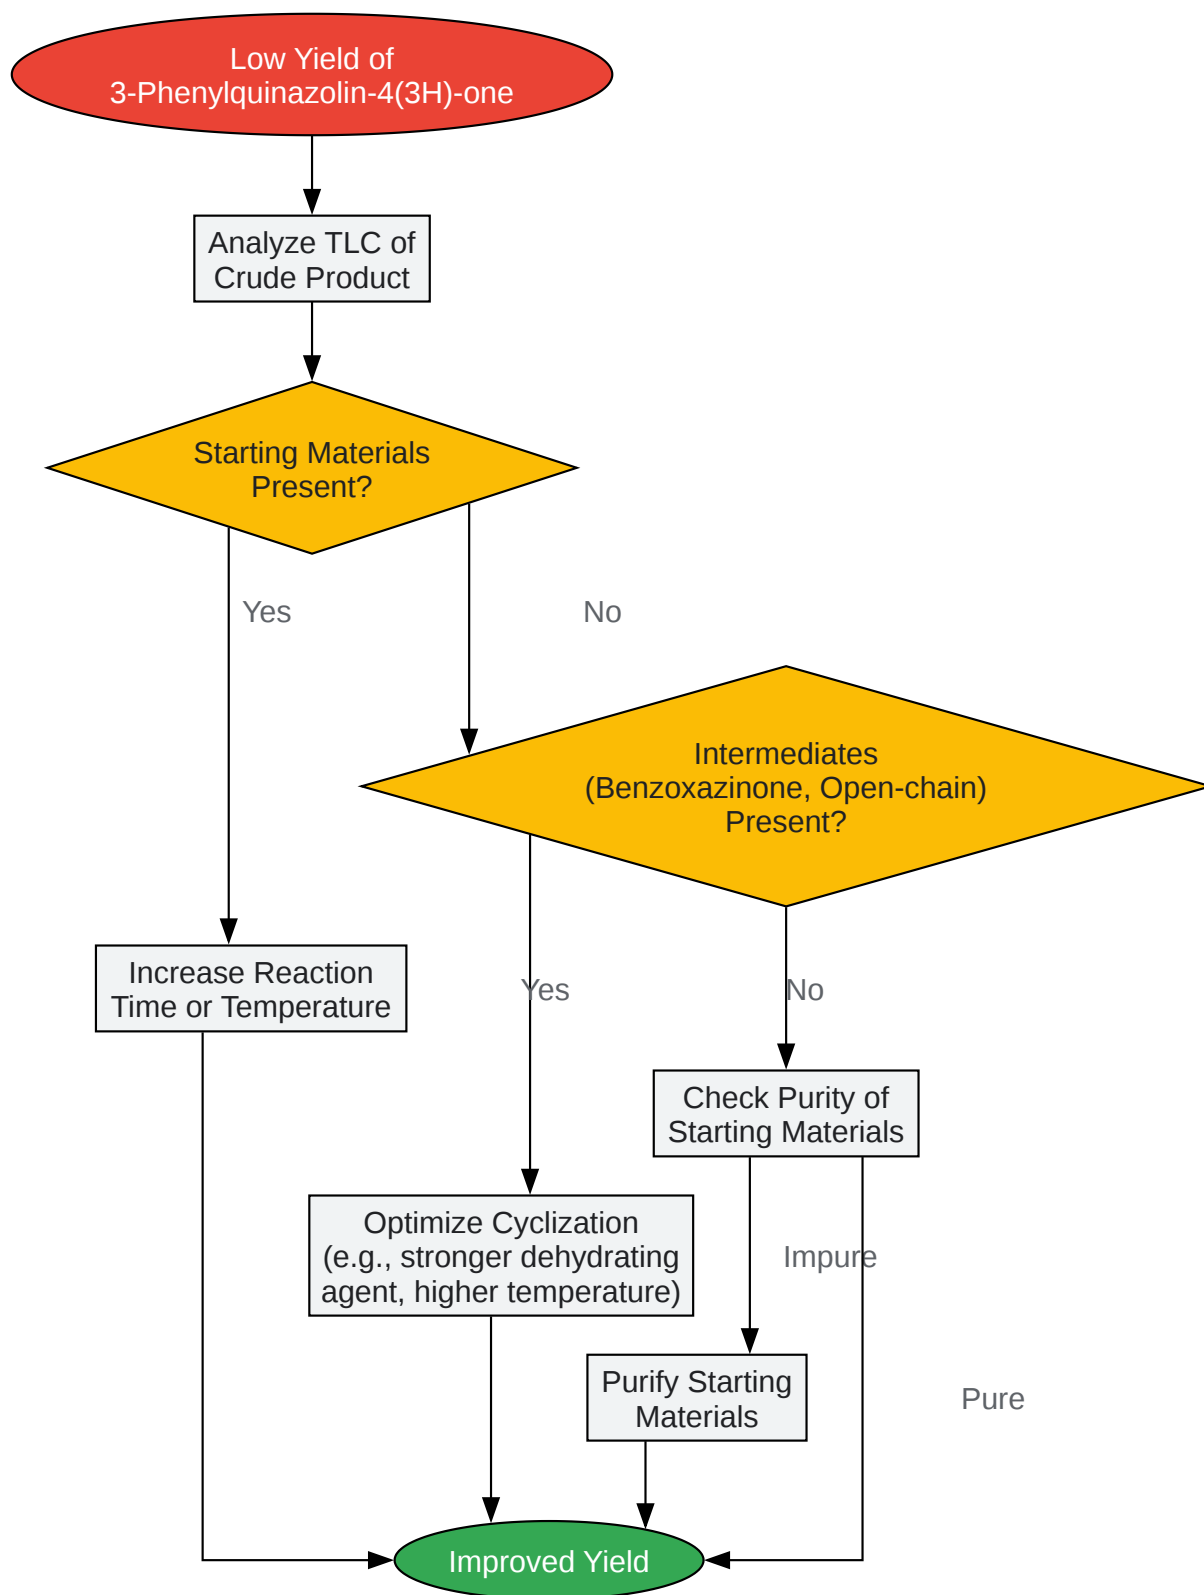 Low Yield of
3-Phenylquinazolin-4(3H)-one
Analyze TLC of
Crude Product
Starting Materials
Present?
Yes
No
Intermediates
(Benzoxazinone, Open-chain)
Present?
Increase Reaction
Time or Temperature
Yes
No
Check Purity of
Starting Materials
Optimize Cyclization
(e.g., stronger dehydrating
agent, higher temperature)
Impure
Purify Starting
Materials
Pure
Improved Yield